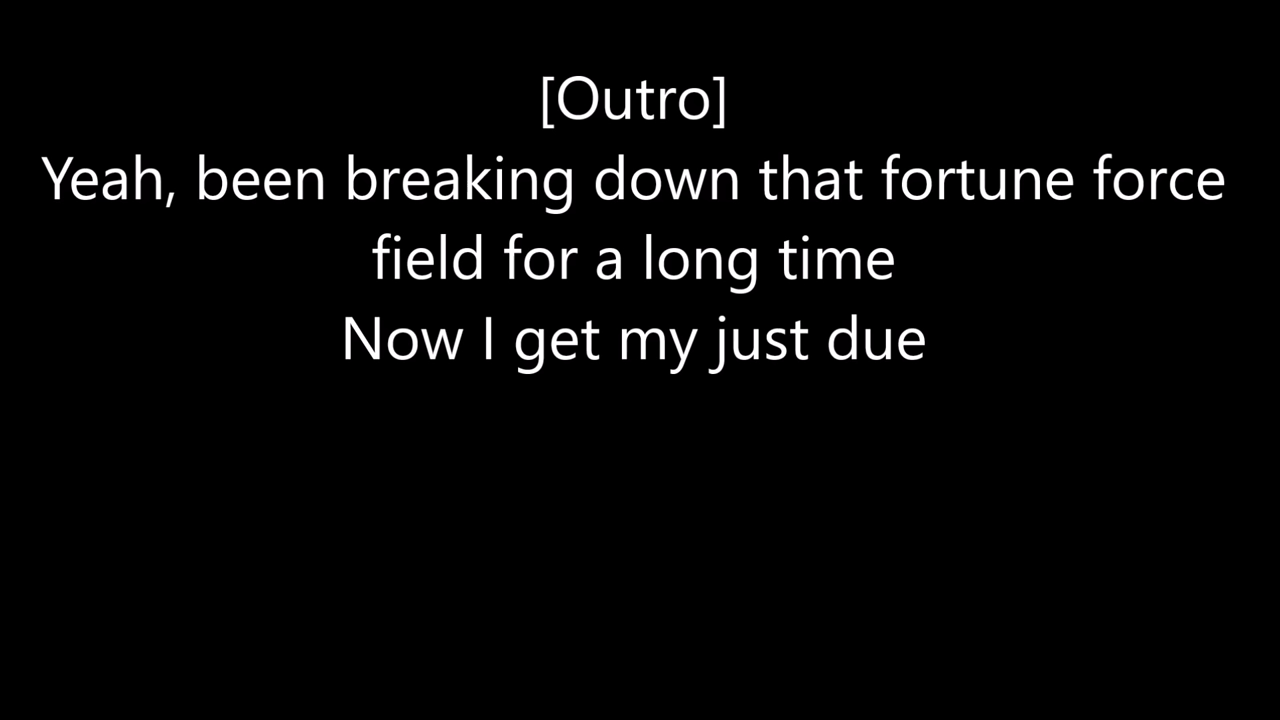 [Outro]
Yeah, been breaking down that fortune force
field for a long time
Now I get my just due